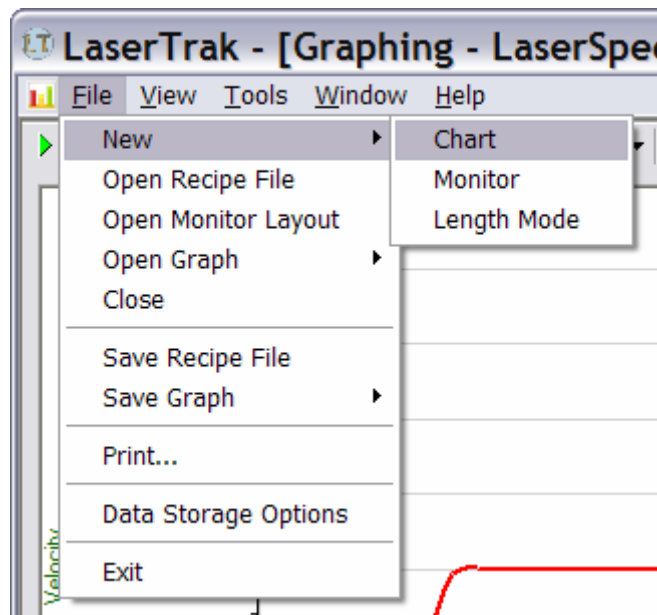 LT LaserTrak - [Graphing - LaserSpe
File View Tools Window Help
New
Chart
Open Recipe File
Monitor
Open Monitor Layout
Length Mode
Open Graph
Close
Save Recipe File
Save Graph
Print...
Data Storage Options
Exit
Velocity